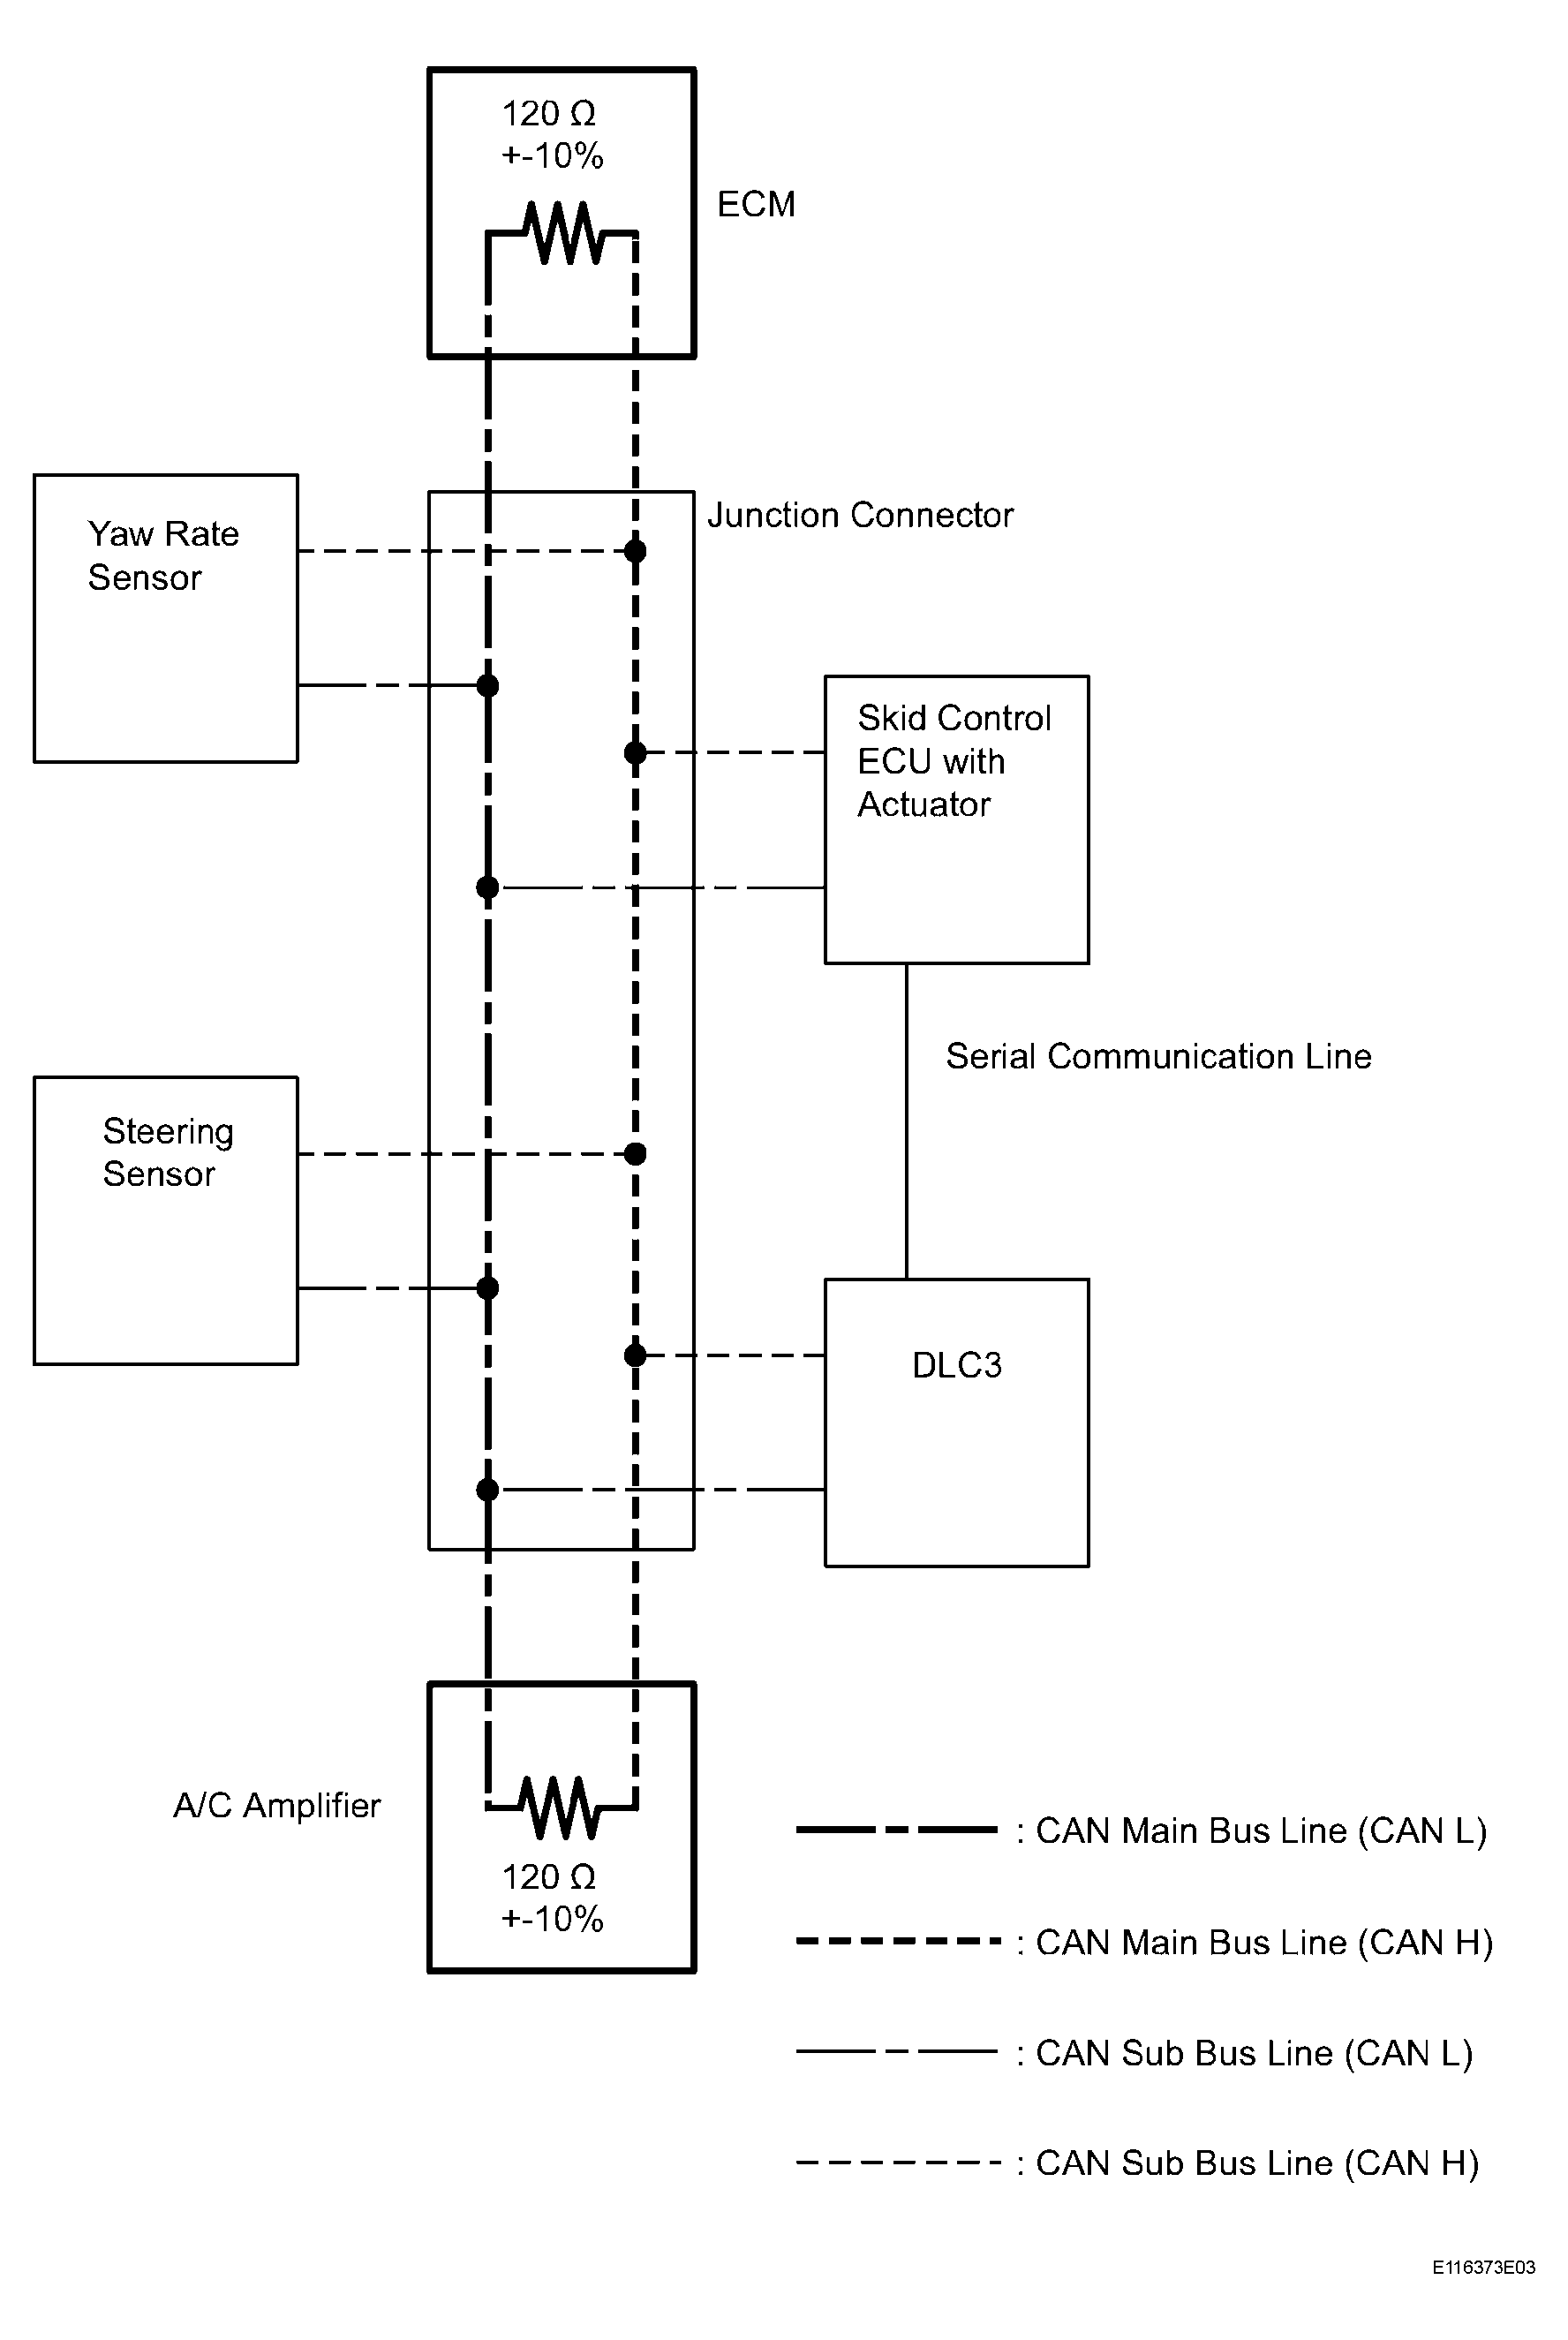 120 Ω
+-10%
ECM
Junction Connector
Yaw Rate
Sensor
Skid Control
ECU with
Actuator
Serial Communication Line
Steering
Sensor
DLC3
A/C Amplifier
120 Ω
+-10%
: CAN Main Bus Line (CAN L)
: CAN Main Bus Line (CAN H)
: CAN Sub Bus Line (CAN L)
: CAN Sub Bus Line (CAN H)
E116373E03